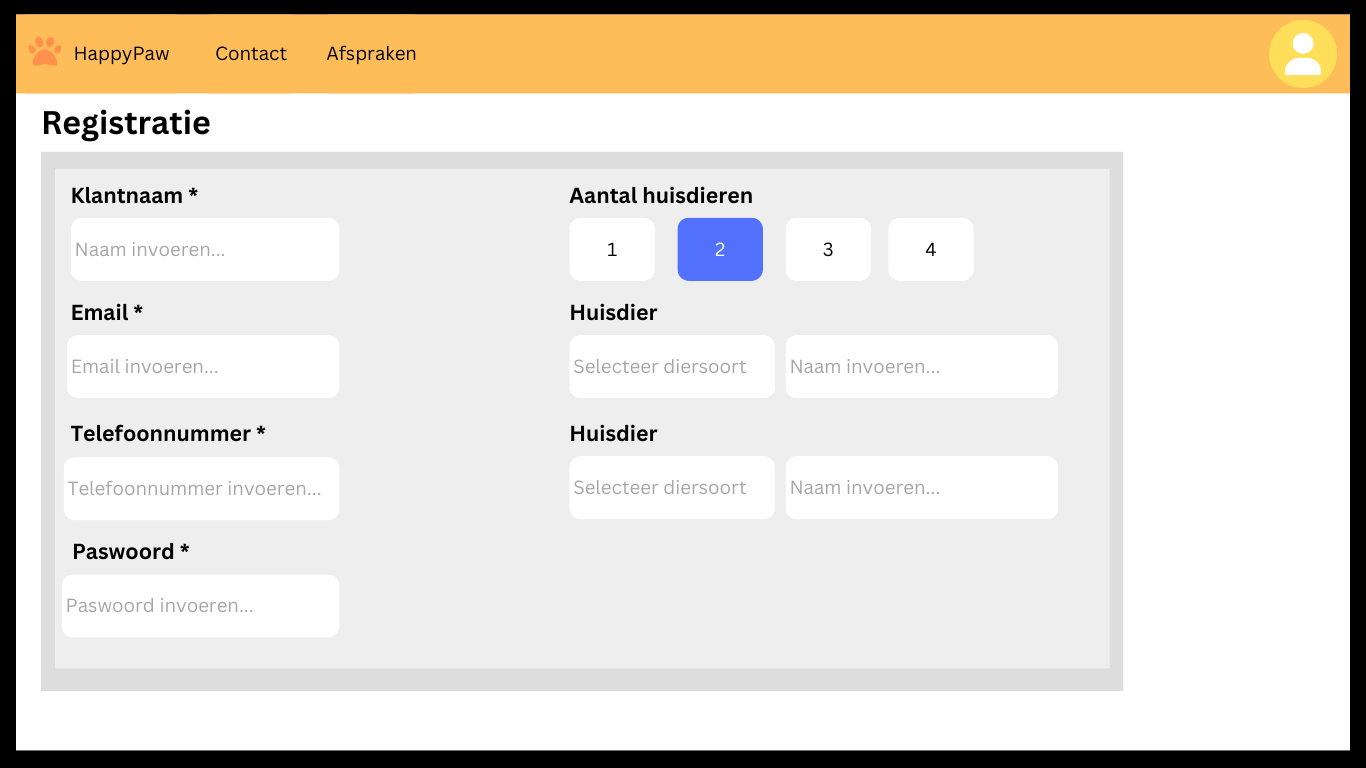 HappyPaw Contact Afspraken
Registratie
Klantnaam *
Naam invoeren...
Email *
Email invoeren...
Telefoonnummer *
Telefoonnummer invoeren...
Paswoord *
Paswoord invoeren...
Aantal huisdieren
1 2 3 4
Huisdier
Selecteer diersoort Naam invoeren...
Huisdier
Selecteer diersoort Naam invoeren...